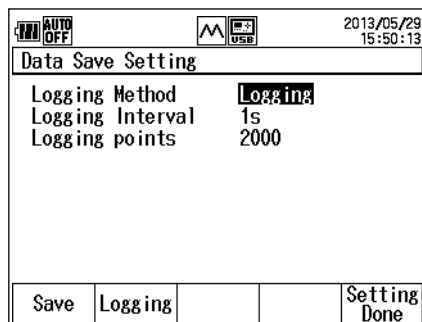 AUTO OFF
USB
2013/05/29
15:50:13
Data Save Setting
Logging Method Logging
Logging Interval 1s
Logging points 2000
Save Logging Setting Done